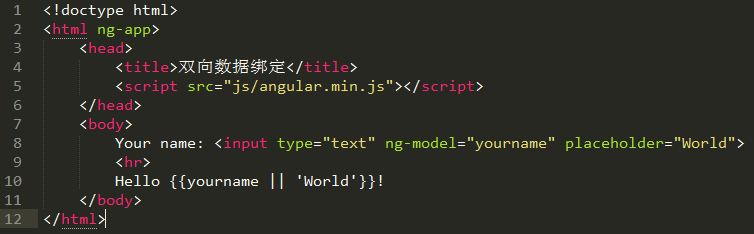 1 <!doctype html>
2 <html ng-app>
3 <head>
4 <title>双向数据绑定</title>
5 <script src="js/angular.min.js"></script>
6 </head>
7 <body>
8 Your name: <input type="text" ng-model="yourname" placeholder="World">
9 <hr>
10 Hello {{yourname || 'World'}}!
11 </body>
12 </html>